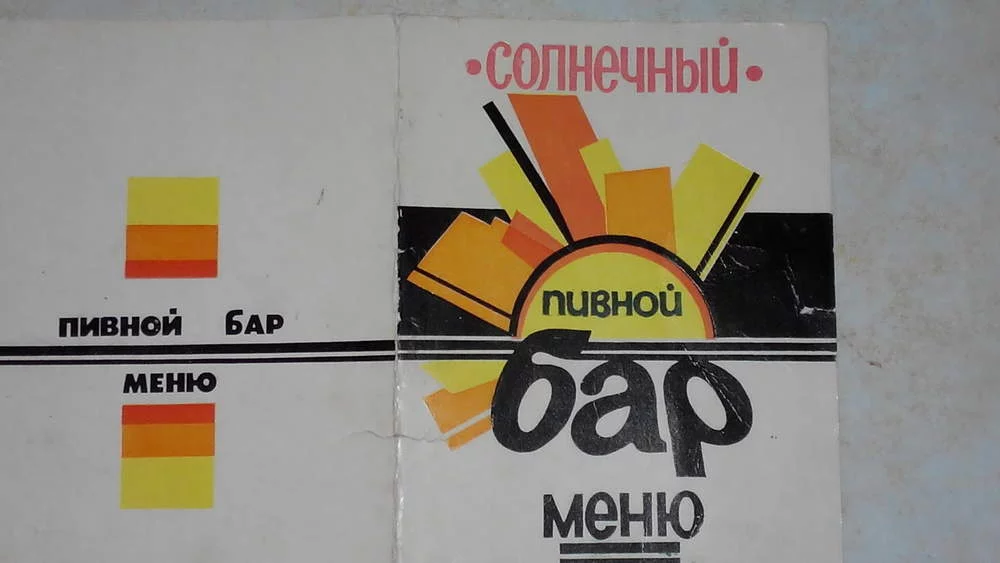 ПИВНОЙ БАР
МЕНЮ
•СОЛНЕЧНЫЙ•
ПИВНОЙ
бар
меню